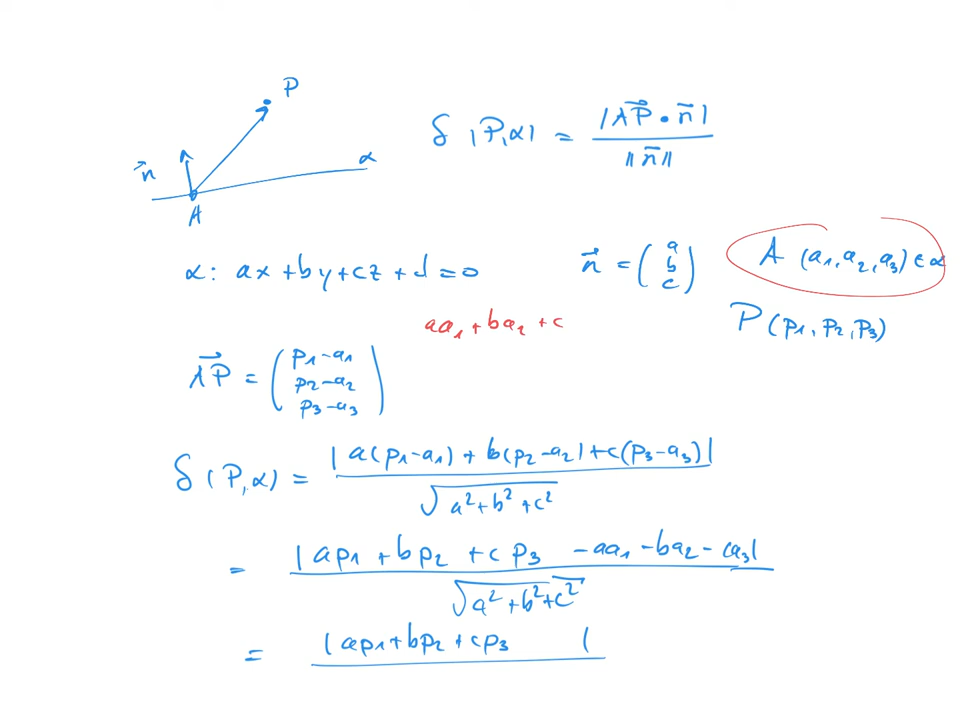 P
δ (P,α) = |AP⃗ • n⃗| / ||n⃗||
n⃗
α
A
α: ax + by + cz + d = 0
n⃗ = (a b c)
A (a₁, a₂, a₃) ∈ α
aa₁ + ba₂ + c
P (p₁, p₂, p₃)
AP⃗ = (p₁-a₁ p₂-a₂ p₃-a₃)
δ (P,α) = |a(p₁-a₁) + b(p₂-a₂) + c(p₃-a₃)| / √(a²+b²+c²)
= |ap₁ + bp₂ + cp₃ -aa₁ -ba₂ -ca₃| / √(a²+b²+c²)
= |ap₁ + bp₂ + cp₃ |